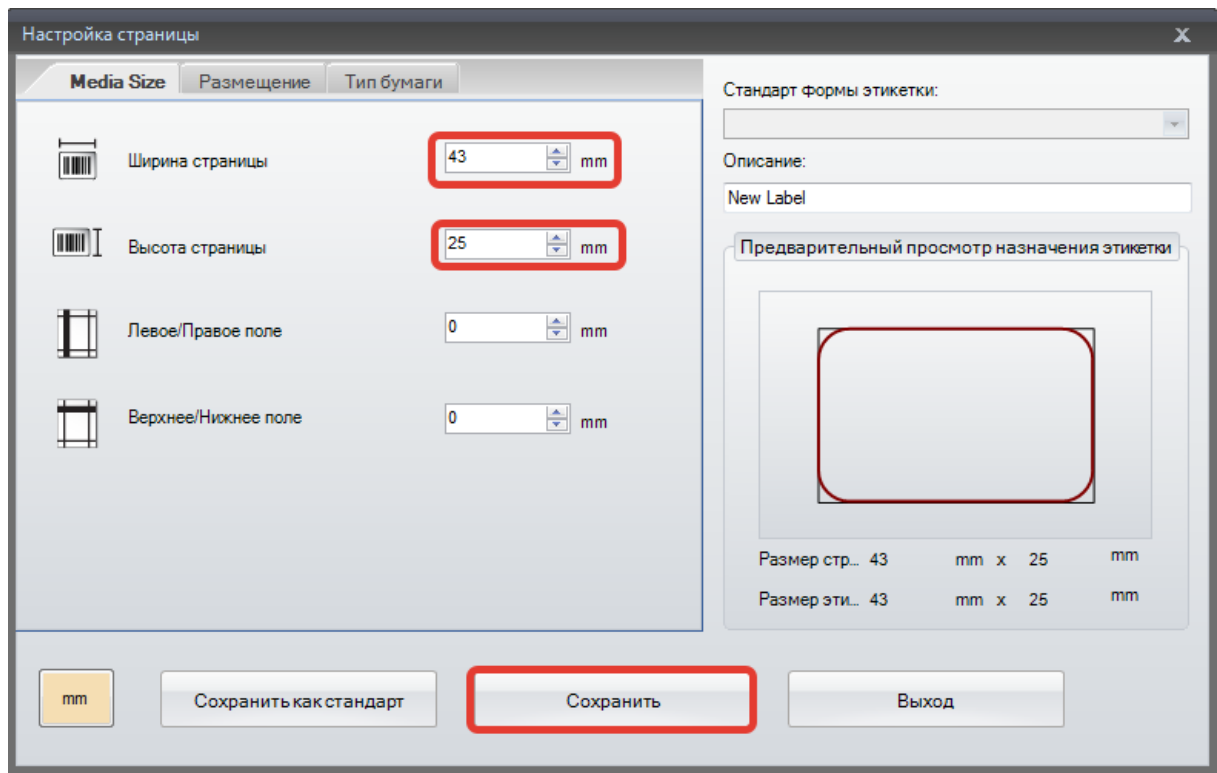 Настройка страницы
X
Media Size Размещение Тип бумаги
Ширина страницы 43 mm
Высота страницы 25 mm
Левое/Правое поле 0 mm
Верхнее/Нижнее поле 0 mm
Стандарт формы этикетки:
Описание:
New Label
Предварительный просмотр назначения этикетки
Размер стр... 43 mm x 25 mm
Размер эти... 43 mm x 25 mm
mm Сохранить как стандарт Сохранить Выход